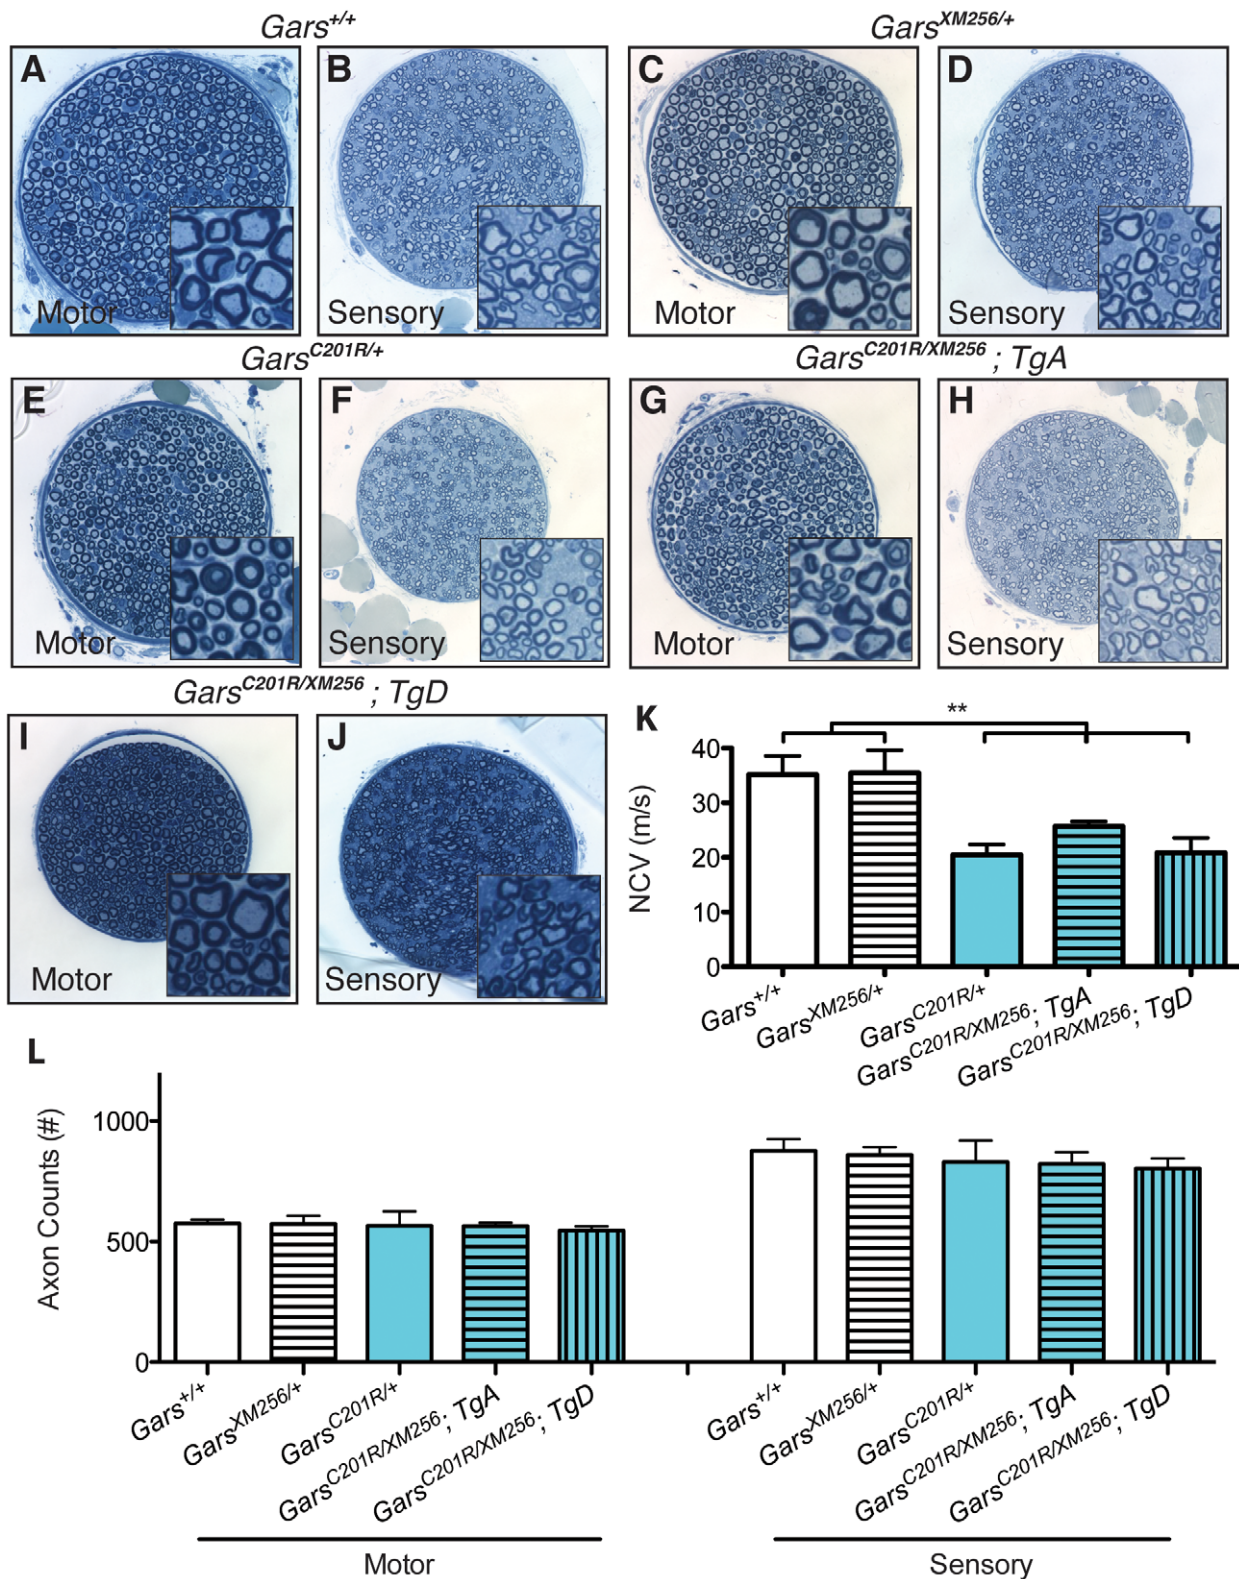 Gars+/+
GarsXM256/+
A
B
C
D
Motor
Sensory
Motor
Sensory
GarsC201R/+
GarsC201R/XM256 ; TgA
E
F
G
H
Motor
Sensory
Motor
Sensory
GarsC201R/XM256 ; TgD
I
J
Motor
Sensory
K
**
40
30
20
10
0
NCV (m/s)
Gars+/+
GarsXM256/+
GarsC201R/+
GarsC201R/XM256; TgA
GarsC201R/XM256; TgD
L
1000
500
0
Axon Counts (#)
Gars+/+
GarsXM256/+
GarsC201R/+
GarsC201R/XM256; TgA
GarsC201R/XM256; TgD
Gars+/+
GarsXM256/+
GarsC201R/+
GarsC201R/XM256; TgA
GarsC201R/XM256; TgD
Motor
Sensory